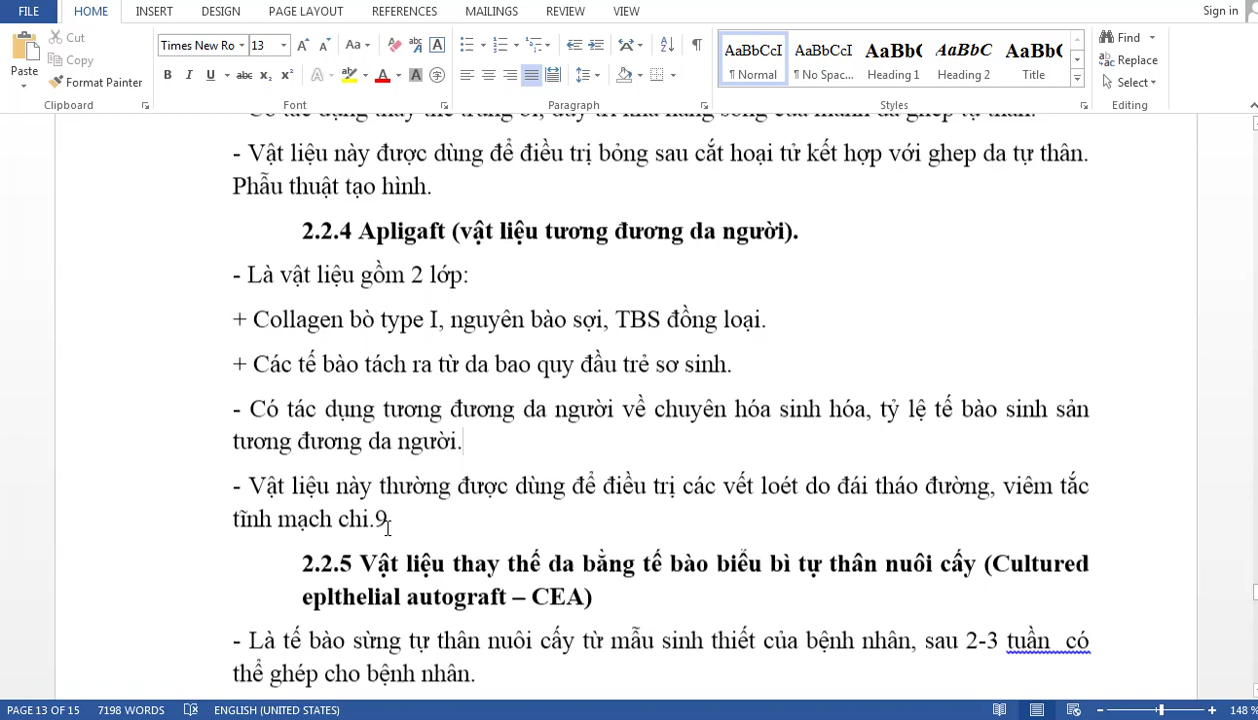 FILE HOME INSERT DESIGN PAGE LAYOUT REFERENCES MAILINGS REVIEW VIEW Sign in
Cut
Copy
Format Painter
Paste
Times New Ro 13
AaBbCcI AaBbCcI AaBbC AaBbC AaBb(
¶ Normal ¶ No Spac... Heading 1 Heading 2 Title
Find
Replace
Select
Clipboard Font Paragraph Styles Editing
- Vật liệu này được dùng để điều trị bỏng sau cắt hoại tử kết hợp với ghep da tự thân.
Phẫu thuật tạo hình.
2.2.4 Apligaft (vật liệu tương đương da người).
- Là vật liệu gồm 2 lớp:
+ Collagen bò type I, nguyên bào sợi, TBS đồng loại.
+ Các tế bào tách ra từ da bao quy đầu trẻ sơ sinh.
- Có tác dụng tương đương da người về chuyên hóa sinh hóa, tỷ lệ tế bào sinh sản
tương đương da người.
- Vật liệu này thường được dùng để điều trị các vết loét do đái tháo đường, viêm tắc
tĩnh mạch chi.9
2.2.5 Vật liệu thay thế da bằng tế bào biểu bì tự thân nuôi cấy (Cultured
eplthelial autograft – CEA)
- Là tế bào sừng tự thân nuôi cấy từ mẫu sinh thiết của bệnh nhân, sau 2-3 tuần có
thể ghép cho bệnh nhân.
PAGE 13 OF 15 7198 WORDS ENGLISH (UNITED STATES) 148 %